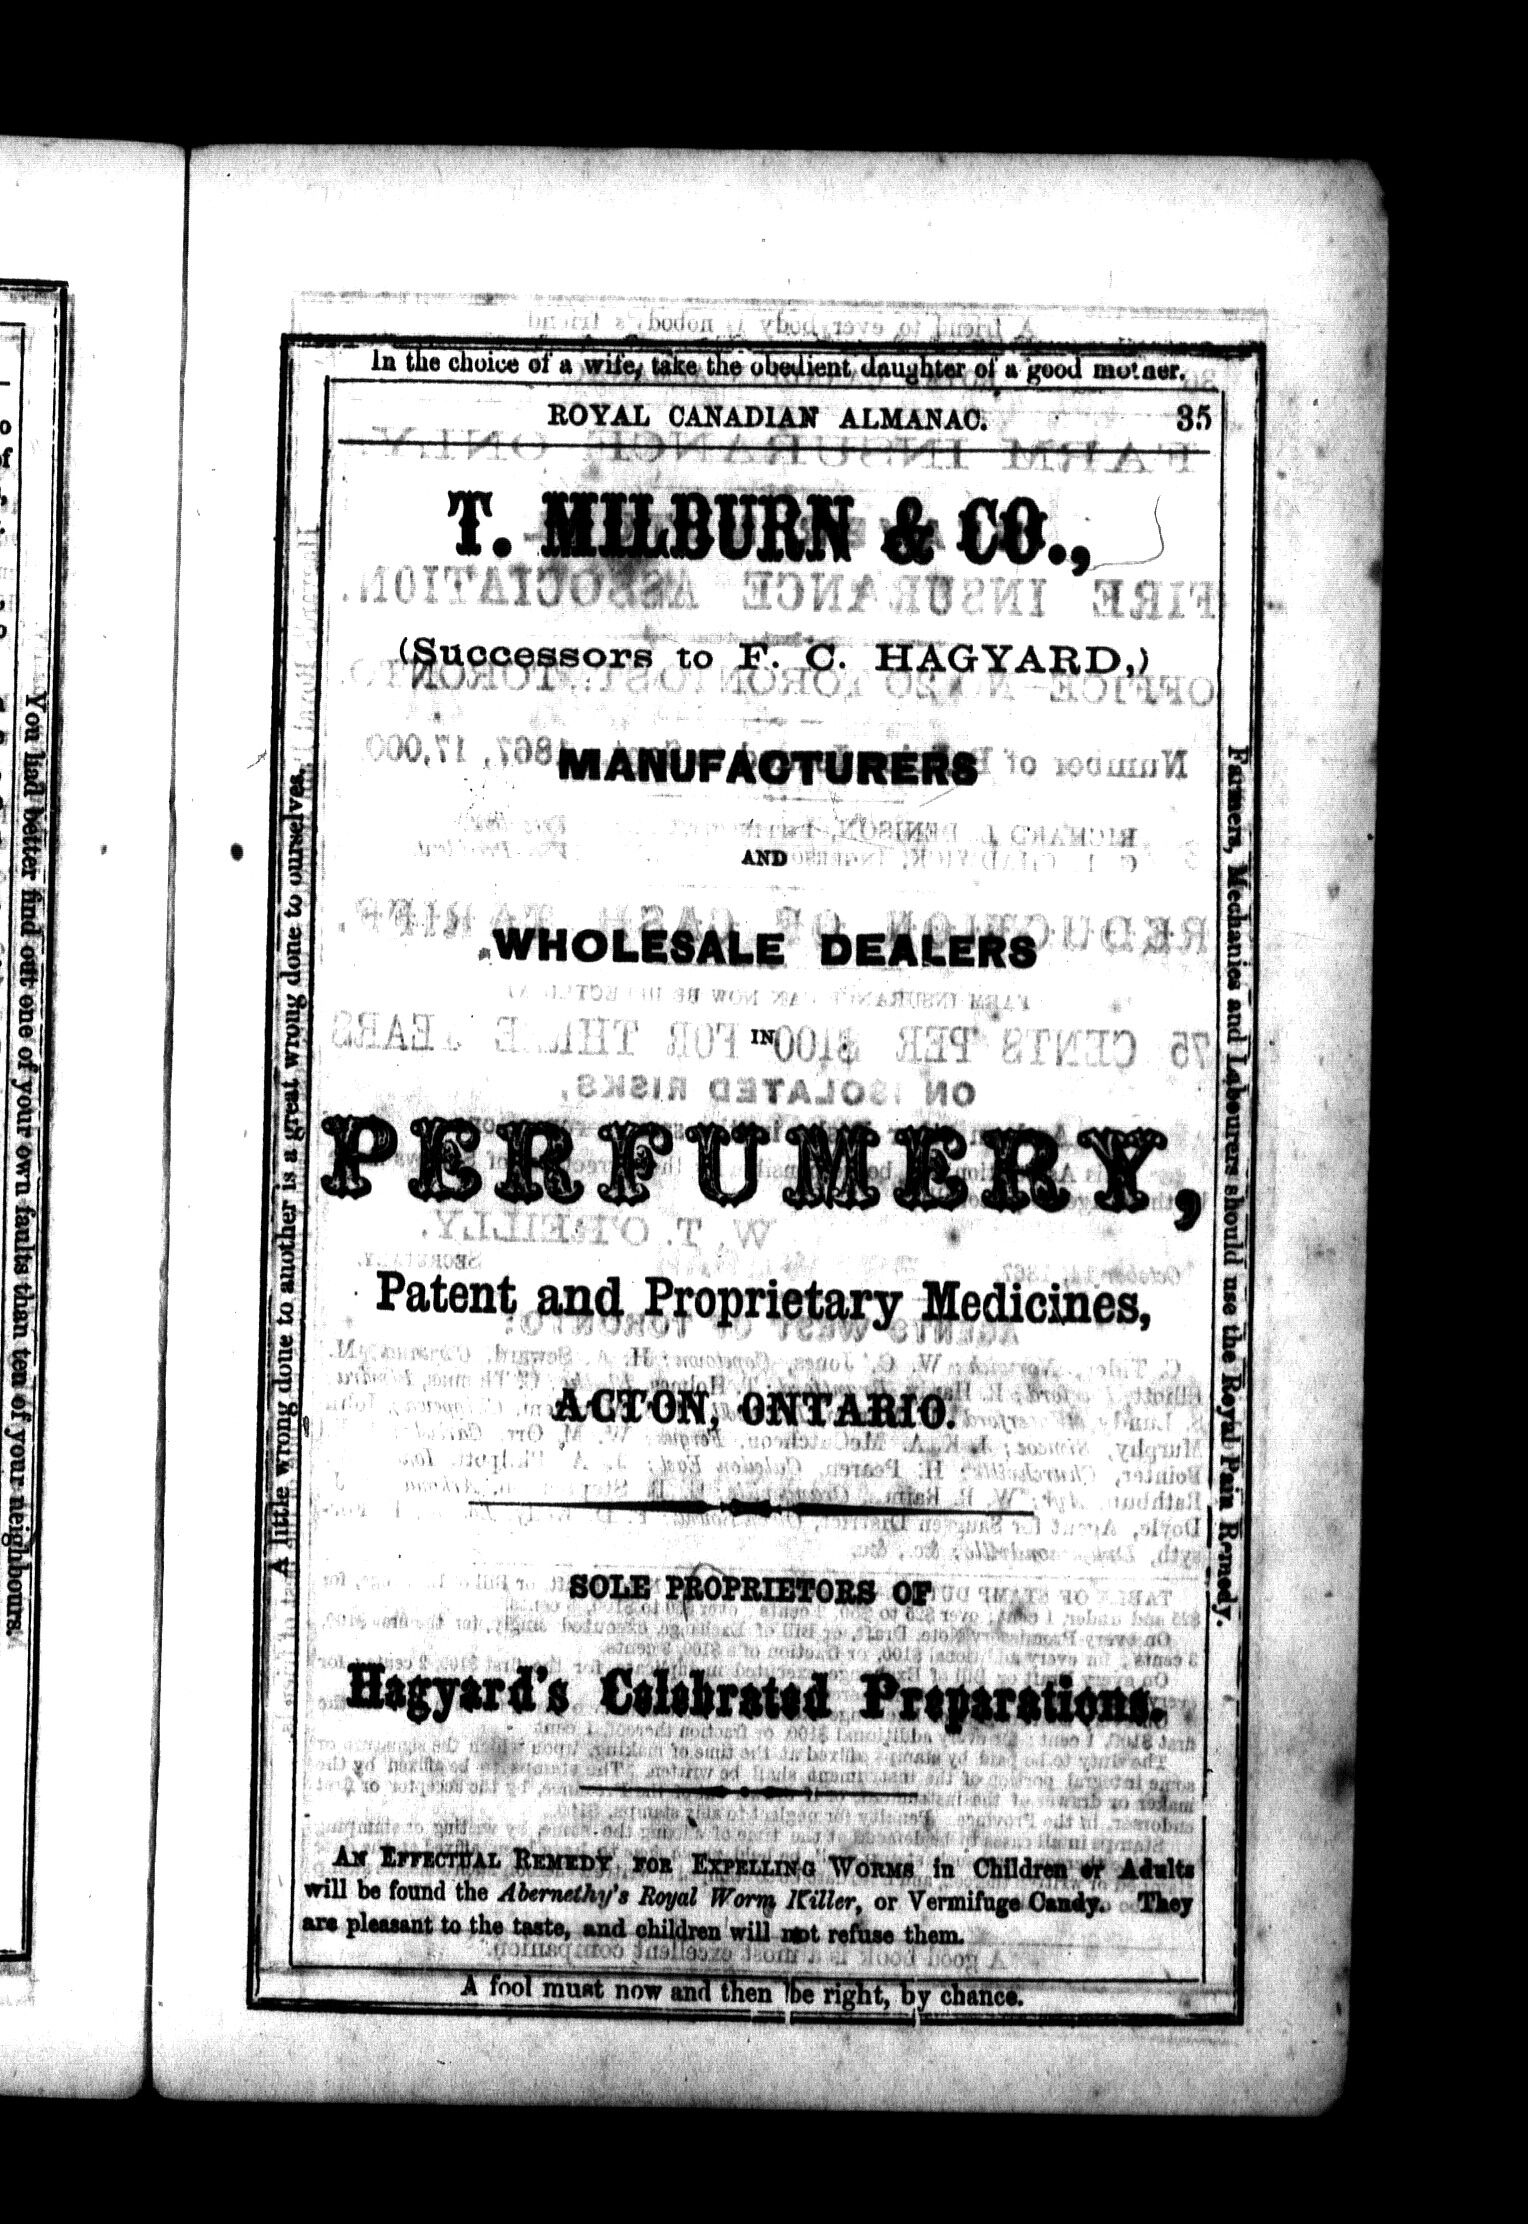 In the choice of a wife, take the obedient daughter of a good mother.
ROYAL CANADIAN ALMANAC. 35
T. MILBURN & CO.,
(Successors to F. C. HAGYARD,)
MANUFACTURERS
AND
WHOLESALE DEALERS
IN
PERFUMERY,
Patent and Proprietary Medicines,
ACTON, ONTARIO.
SOLE PROPRIETORS OF
Hagyard's Celebrated Preparations.
AN EFFECTUAL REMEDY FOR EXPELLING WORMS in Children or Adults
will be found the Abernethy's Royal Worm Killer, or Vermifuge Candy. They
are pleasant to the taste, and children will not refuse them.
A fool must now and then be right, by chance.
A little wrong done to another is a great wrong done to ourselves.
Farmers, Mechanics and Labourers should use the Royal Pain Remedy.
You had better find out one of your own faults than ten of your neighbours.